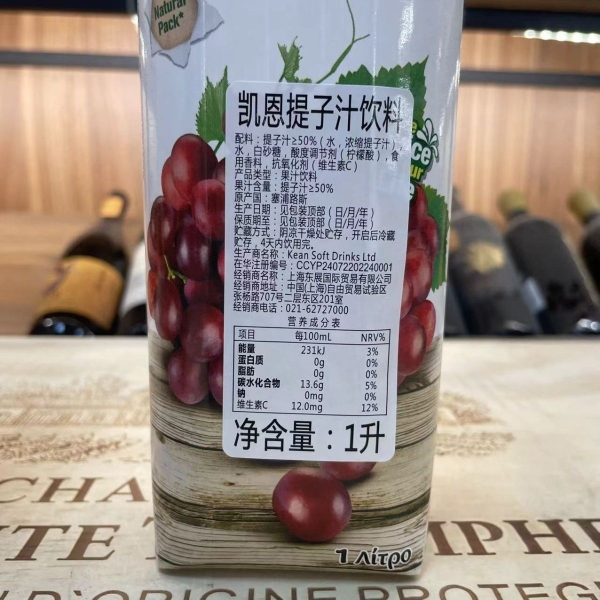 Natural
Pack*
凯恩提子汁饮料
配料：提子汁≥50%（水，浓缩提子汁），
水，白砂糖，酸度调节剂（柠檬酸），食
用香料，抗氧化剂（维生素C）
产品类型：果汁饮料
果汁含量：提子汁≥50%
原产国：塞浦路斯
生产日期：见包装顶部（日/月/年）
保质期至：见包装顶部（日/月/年）
贮藏方式：阴凉干燥处贮存，开启后冷藏
贮存，4天内饮用完。
生产商名称：Kean Soft Drinks Ltd
在华注册编号：CCYP24072202240001
经销商名称：上海东展国际贸易有限公司
经销商地址：中国(上海)自由贸易试验区
张杨路707号二层东区201室
经销商电话：021-62727000
营养成分表
项目 每100mL NRV%
能量 231kJ 3%
蛋白质 0g 0%
脂肪 0g 0%
碳水化合物 13.6g 5%
钠 0mg 0%
维生素C 12.0mg 12%
净含量：1升
1 λίτρο
CHA
ITE
IPHE
D'ORIGINE PROTEG